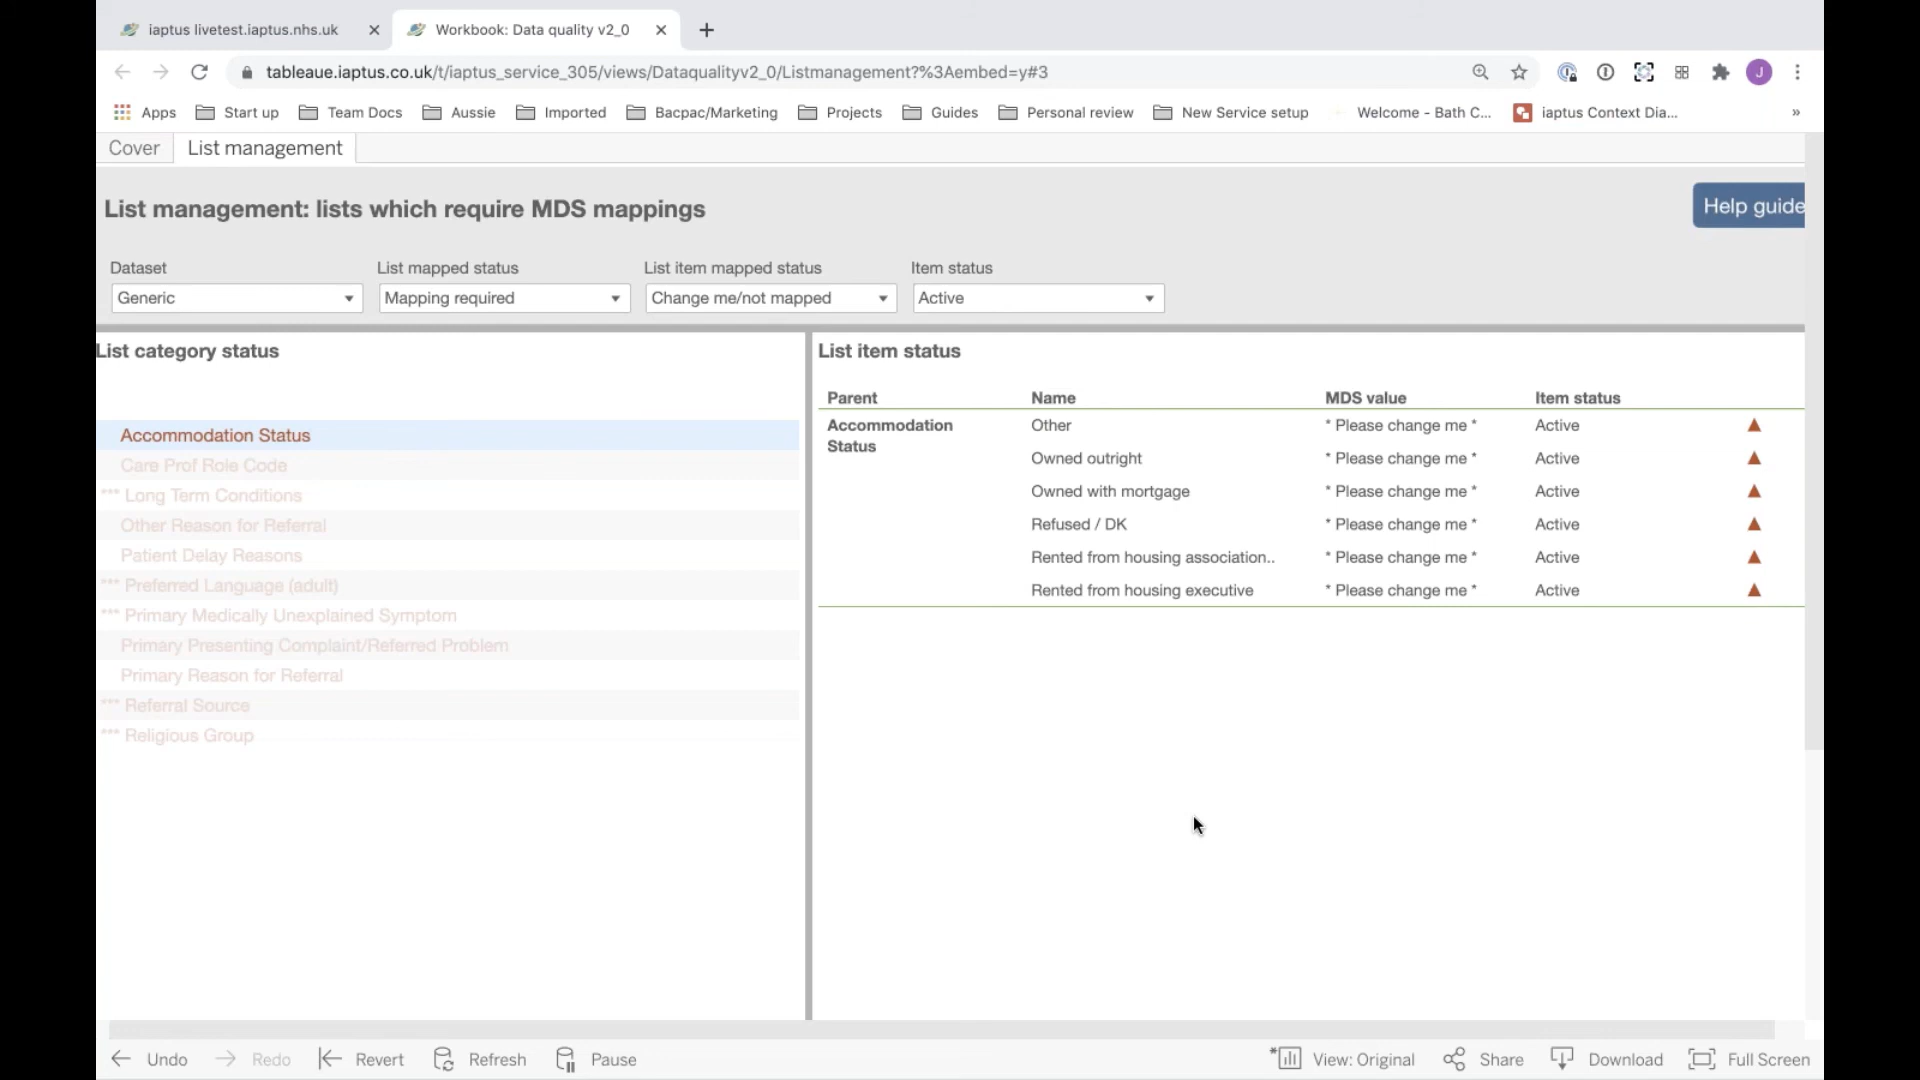 iaptus livetest.iaptus.nhs.uk
Workbook: Data quality v2_0
tableaue.iaptus.co.uk/t/iaptus_service_305/views/Dataqualityv2_0/Listmanagement?%3Aembed=y#3
J
Apps Start up Team Docs Aussie Imported Bacpac/Marketing Projects Guides Personal review New Service setup Welcome - Bath C... iaptus Context Dia... »
Cover List management
List management: lists which require MDS mappings
Help guide
Dataset List mapped status List item mapped status Item status
Generic Mapping required Change me/not mapped Active
List category status
Accommodation Status
Care Prof Role Code
*** Long Term Conditions
Other Reason for Referral
Patient Delay Reasons
*** Preferred Language (adult)
*** Primary Medically Unexplained Symptom
Primary Presenting Complaint/Referred Problem
Primary Reason for Referral
*** Referral Source
*** Religious Group
List item status
Parent Name MDS value Item status
Accommodation Status Other * Please change me * Active
Owned outright * Please change me * Active
Owned with mortgage * Please change me * Active
Refused / DK * Please change me * Active
Rented from housing association.. * Please change me * Active
Rented from housing executive * Please change me * Active
Undo Redo Revert Refresh Pause View: Original Share Download Full Screen